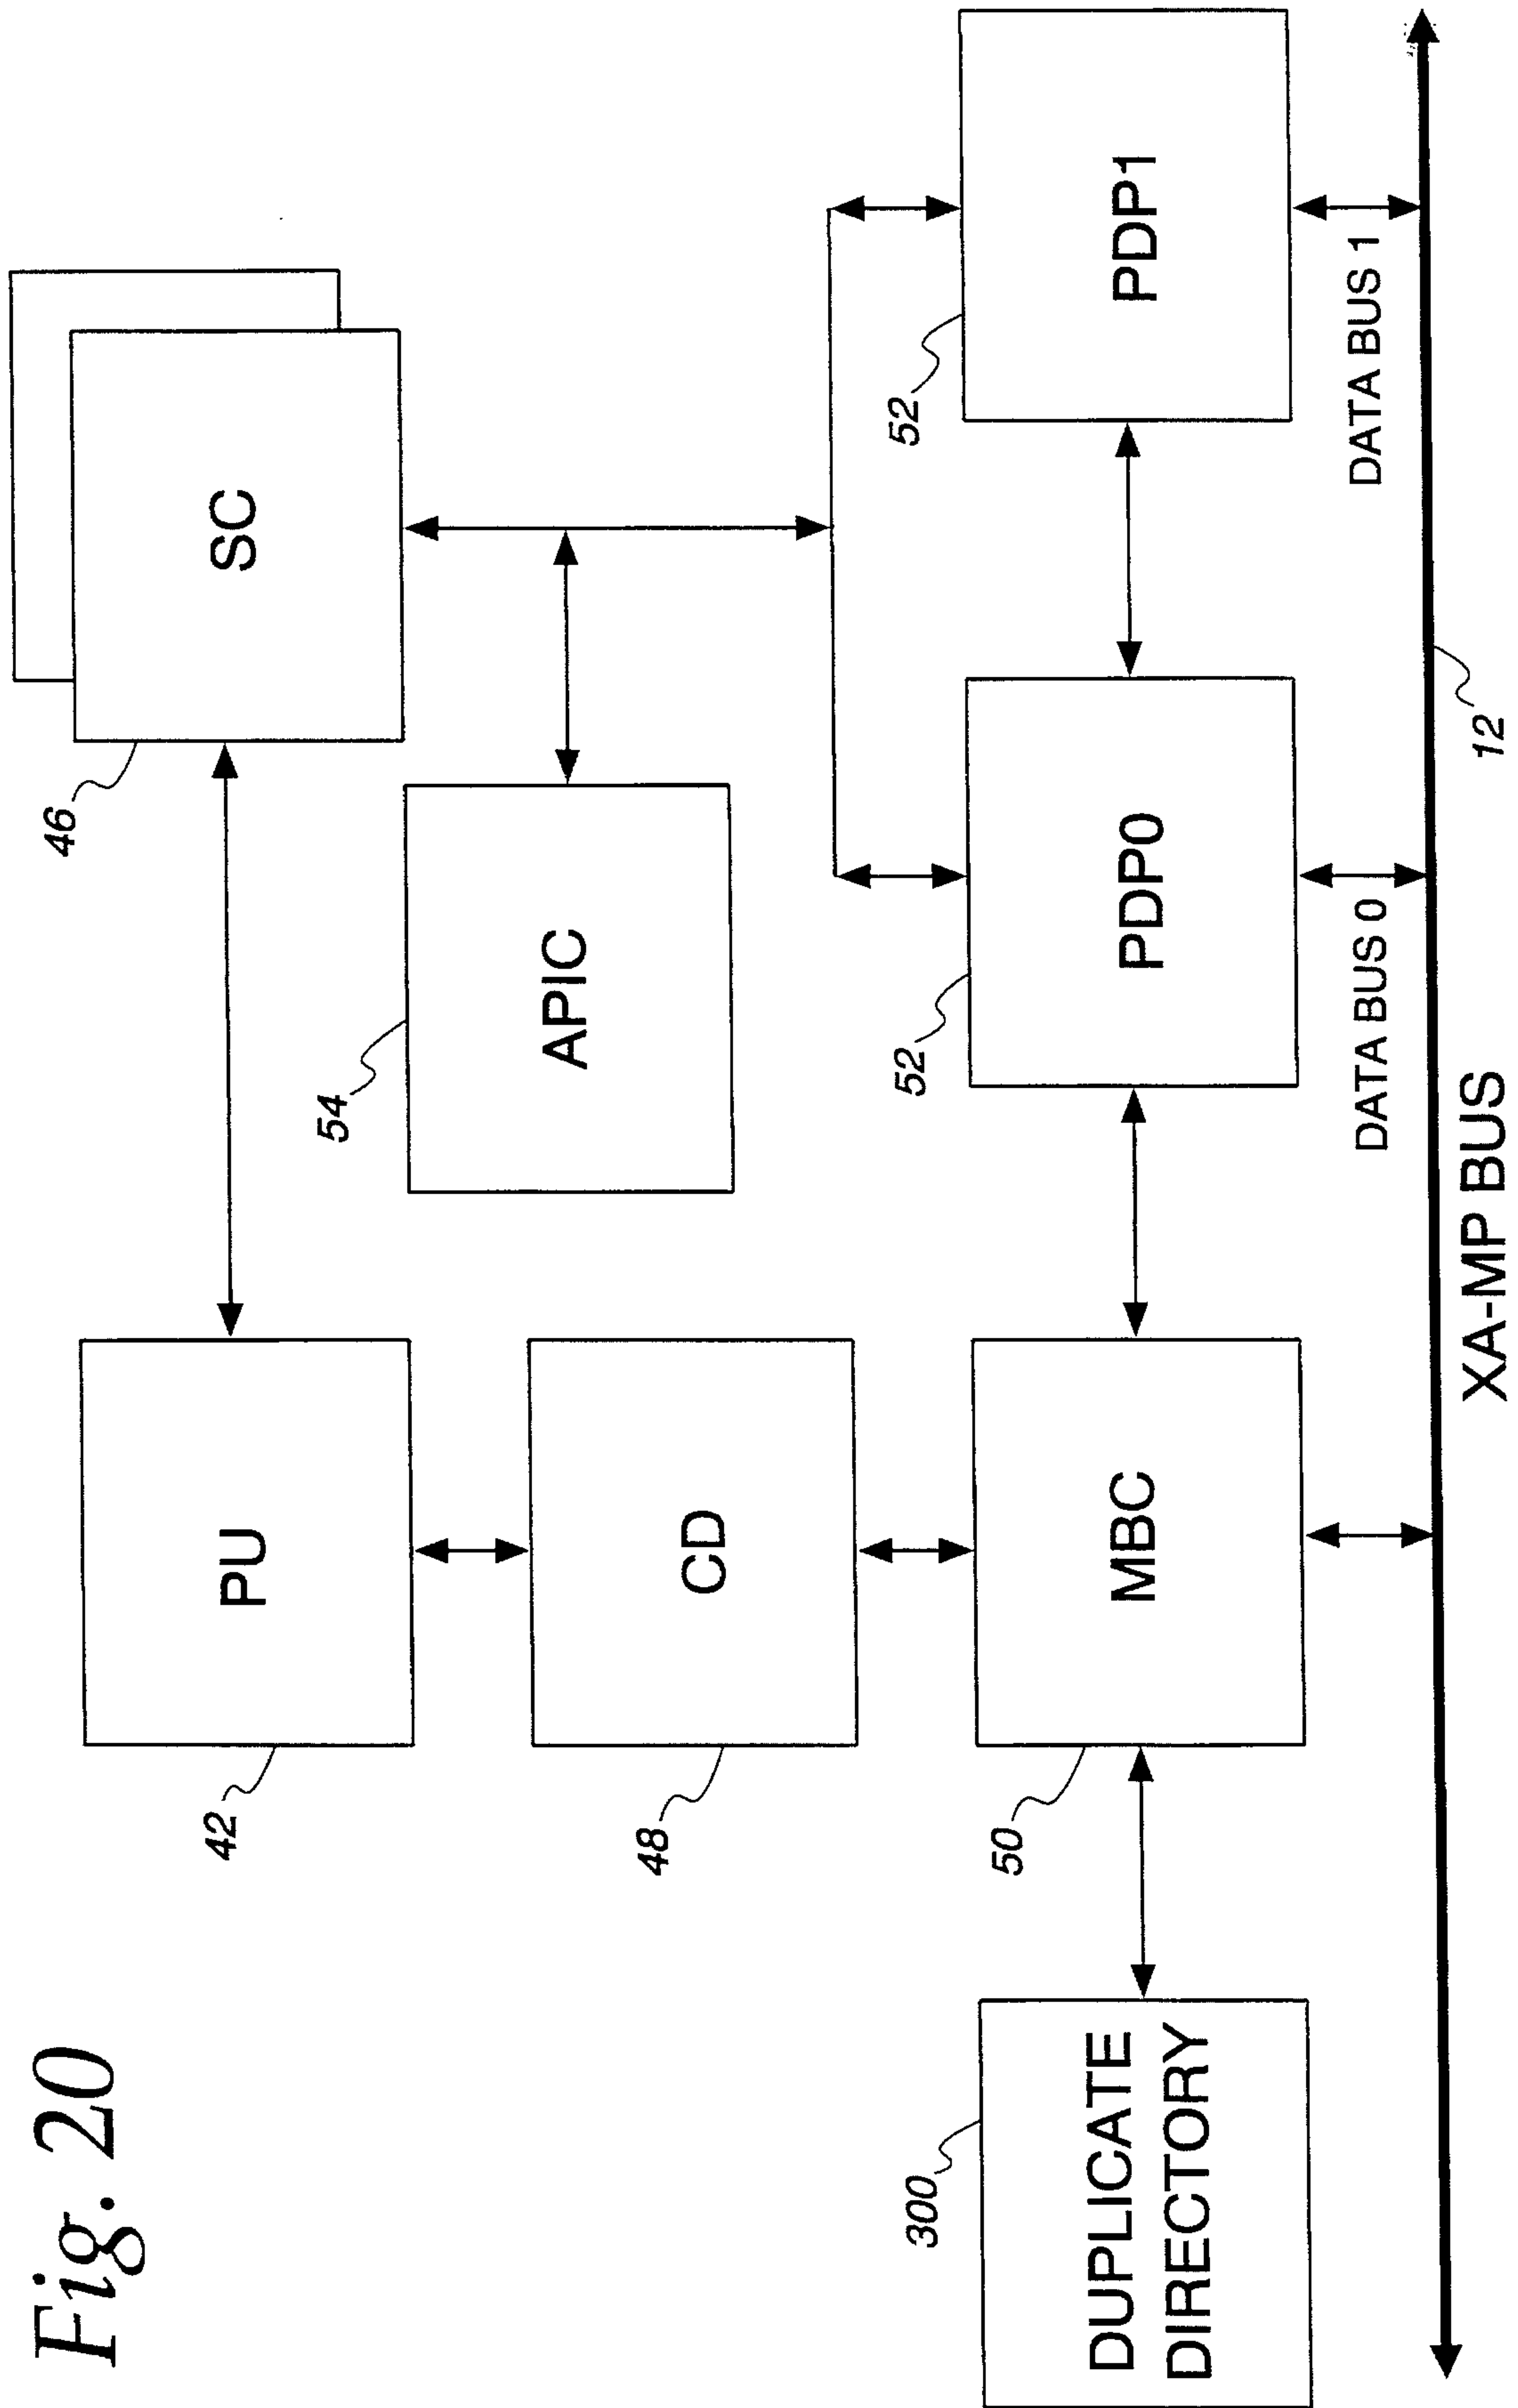 Fig. 20
PU
42
SC
46
CD
48
APIC
54
DUPLICATE
DIRECTORY
300
MBC
50
PDP0
52
PDP1
52
DATA BUS 0
DATA BUS 1
XA-MP BUS
12